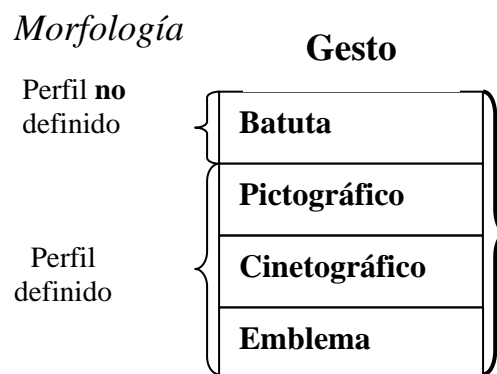 Morfología
Gesto
Perfil no
definido
Batuta
Pictográfico
Perfil
definido
Cinetográfico
Emblema